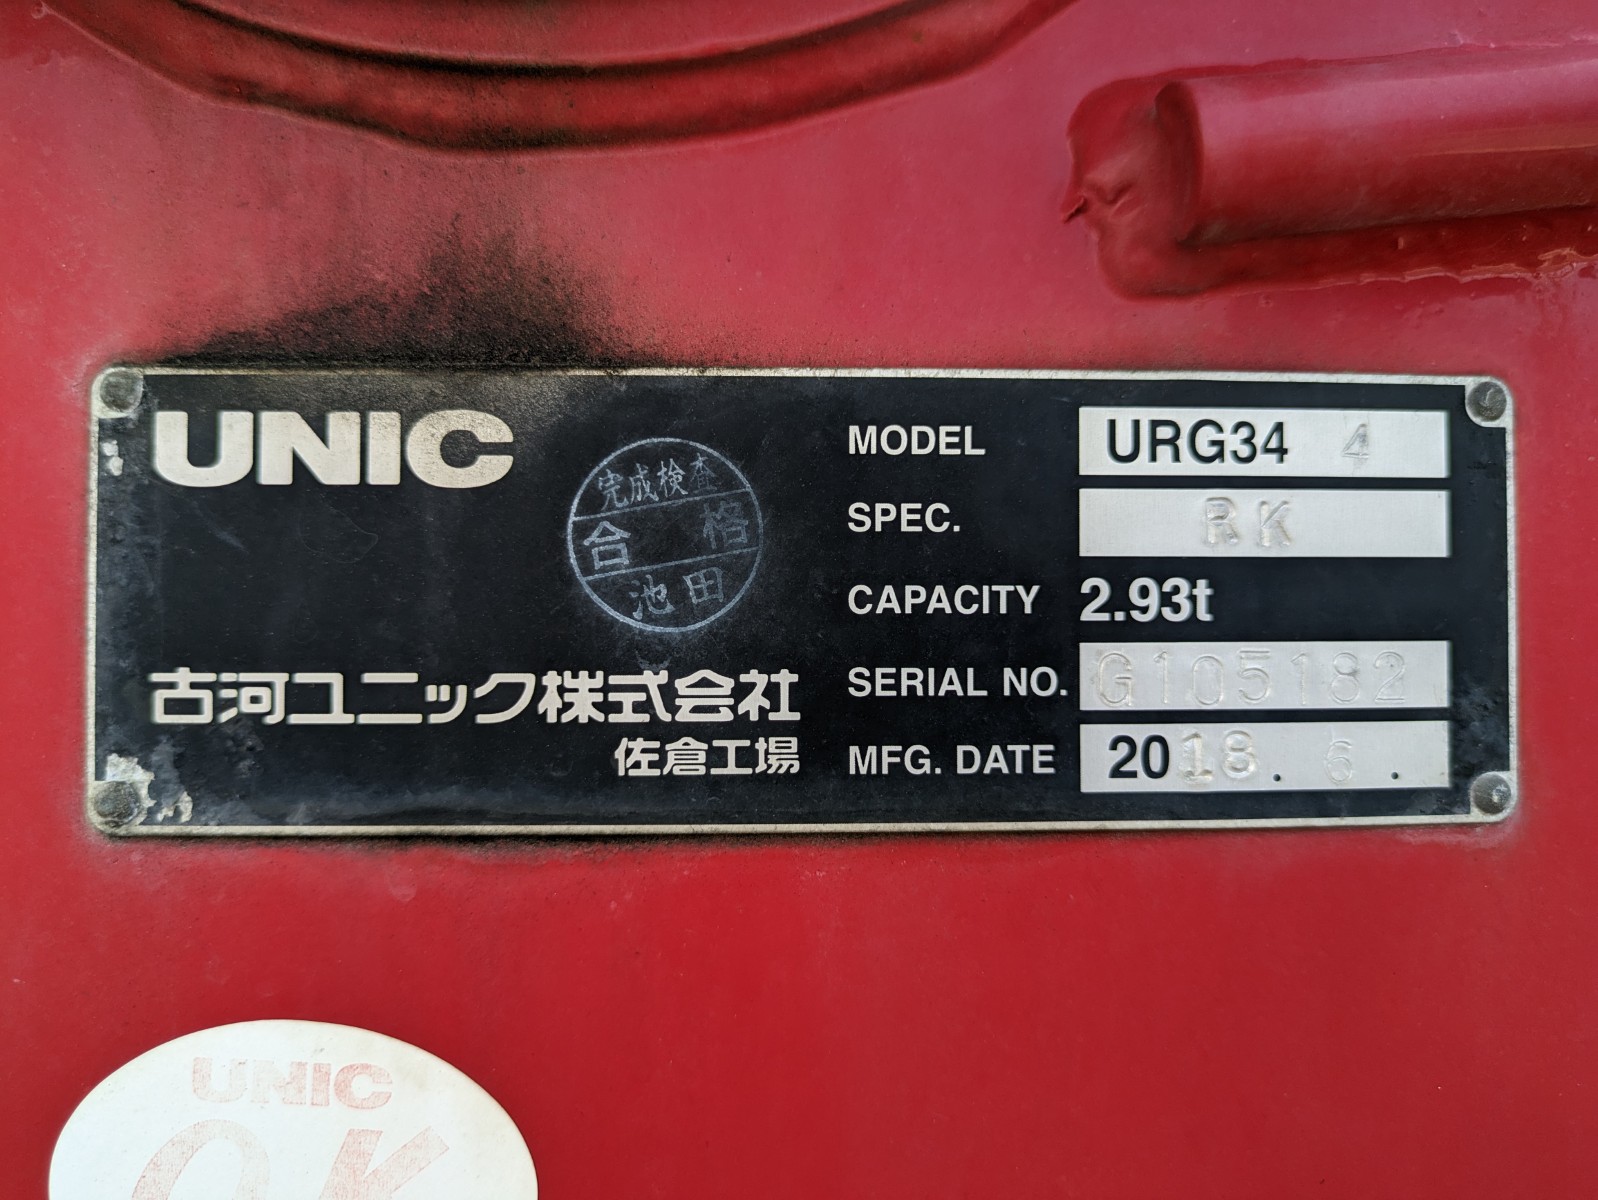 UNIC
完成検査
合格
池田
古河ユニック株式会社
佐倉工場
MODEL URG34 4
SPEC. RK
CAPACITY 2.93t
SERIAL NO. G105182
MFG. DATE 2018. 6 .
UNIC
OK